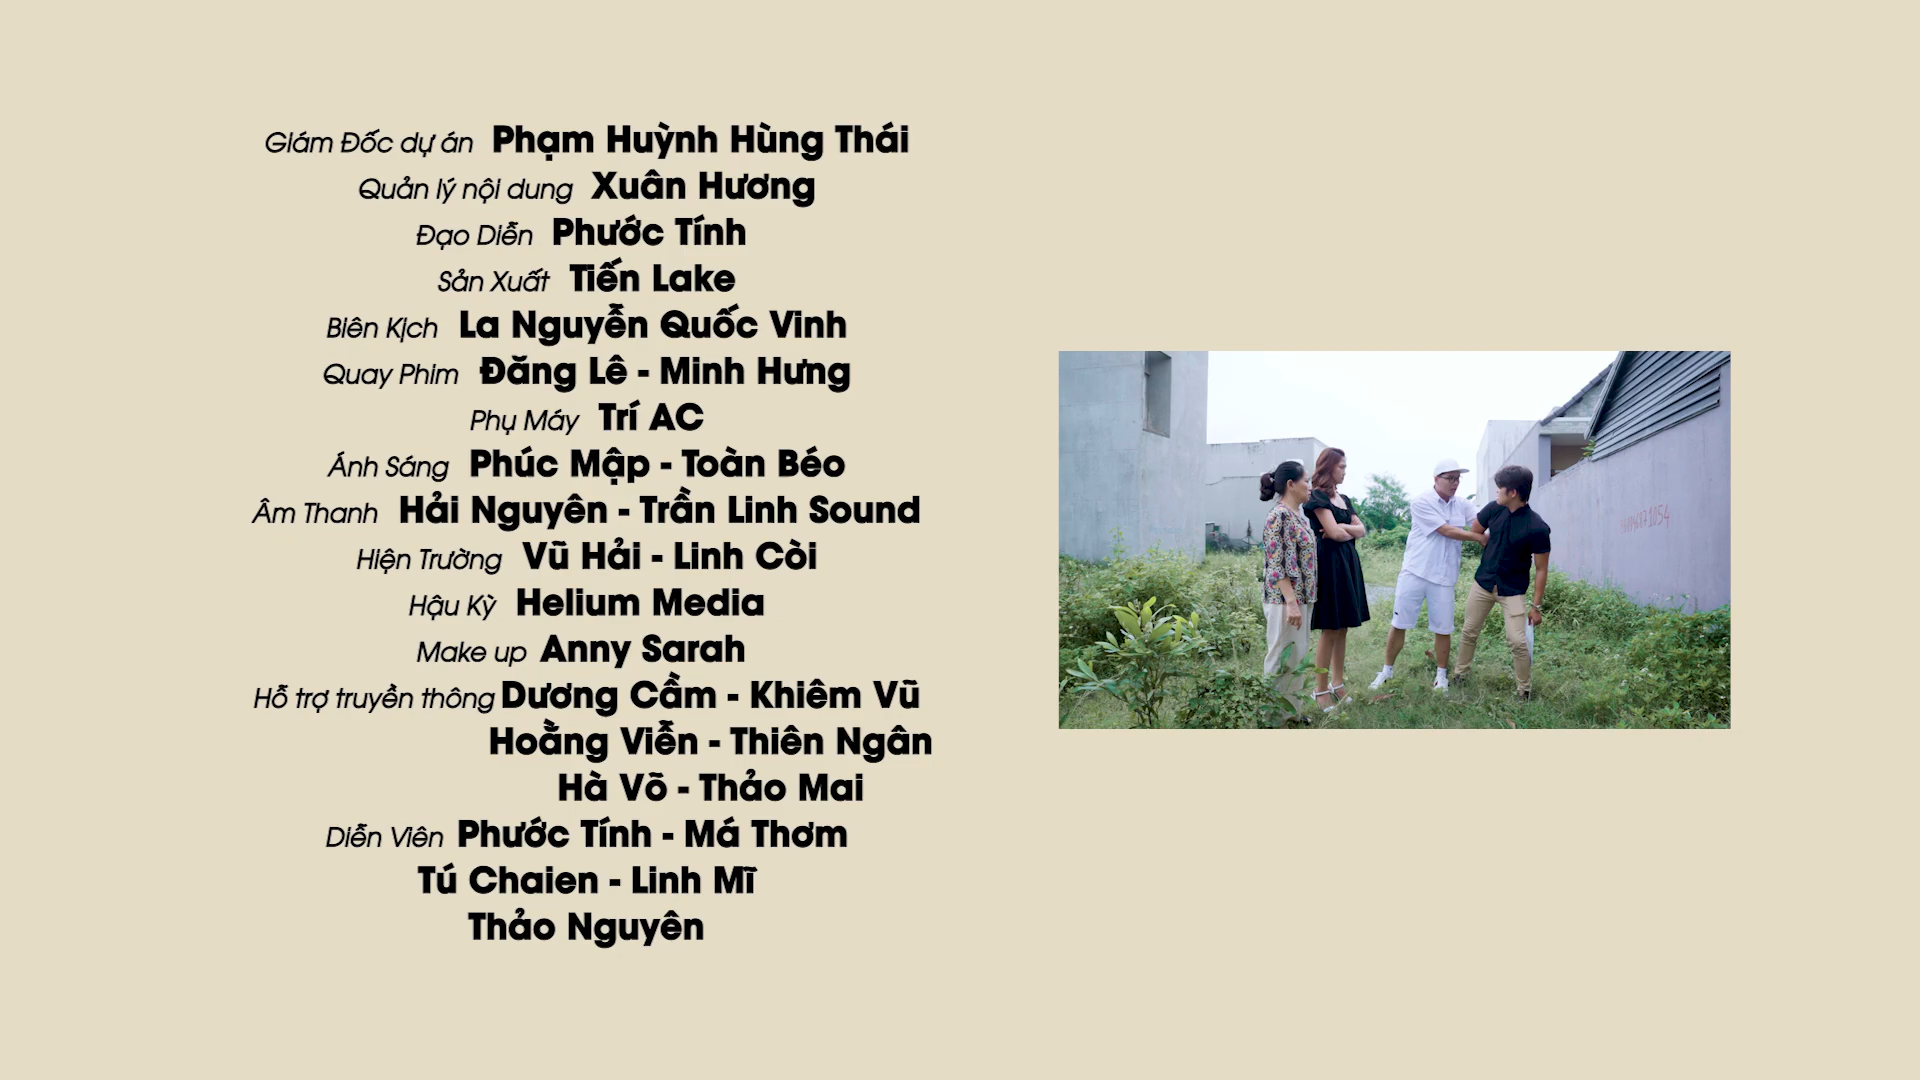 Giám Đốc dự án Phạm Huỳnh Hùng Thái
Quản lý nội dung Xuân Hương
Đạo Diễn Phước Tính
Sản Xuất Tiến Lake
Biên Kịch La Nguyễn Quốc Vinh
Quay Phim Đăng Lê - Minh Hưng
Phụ Máy Trí AC
Ánh Sáng Phúc Mập - Toàn Béo
Âm Thanh Hải Nguyên - Trần Linh Sound
Hiện Trường Vũ Hải - Linh Còi
Hậu Kỳ Helium Media
Make up Anny Sarah
Hỗ trợ truyền thông Dương Cầm - Khiêm Vũ
Hoằng Viễn - Thiên Ngân
Hà Võ - Thảo Mai
Diễn Viên Phước Tính - Má Thơm
Tú Chaien - Linh Mĩ
Thảo Nguyên